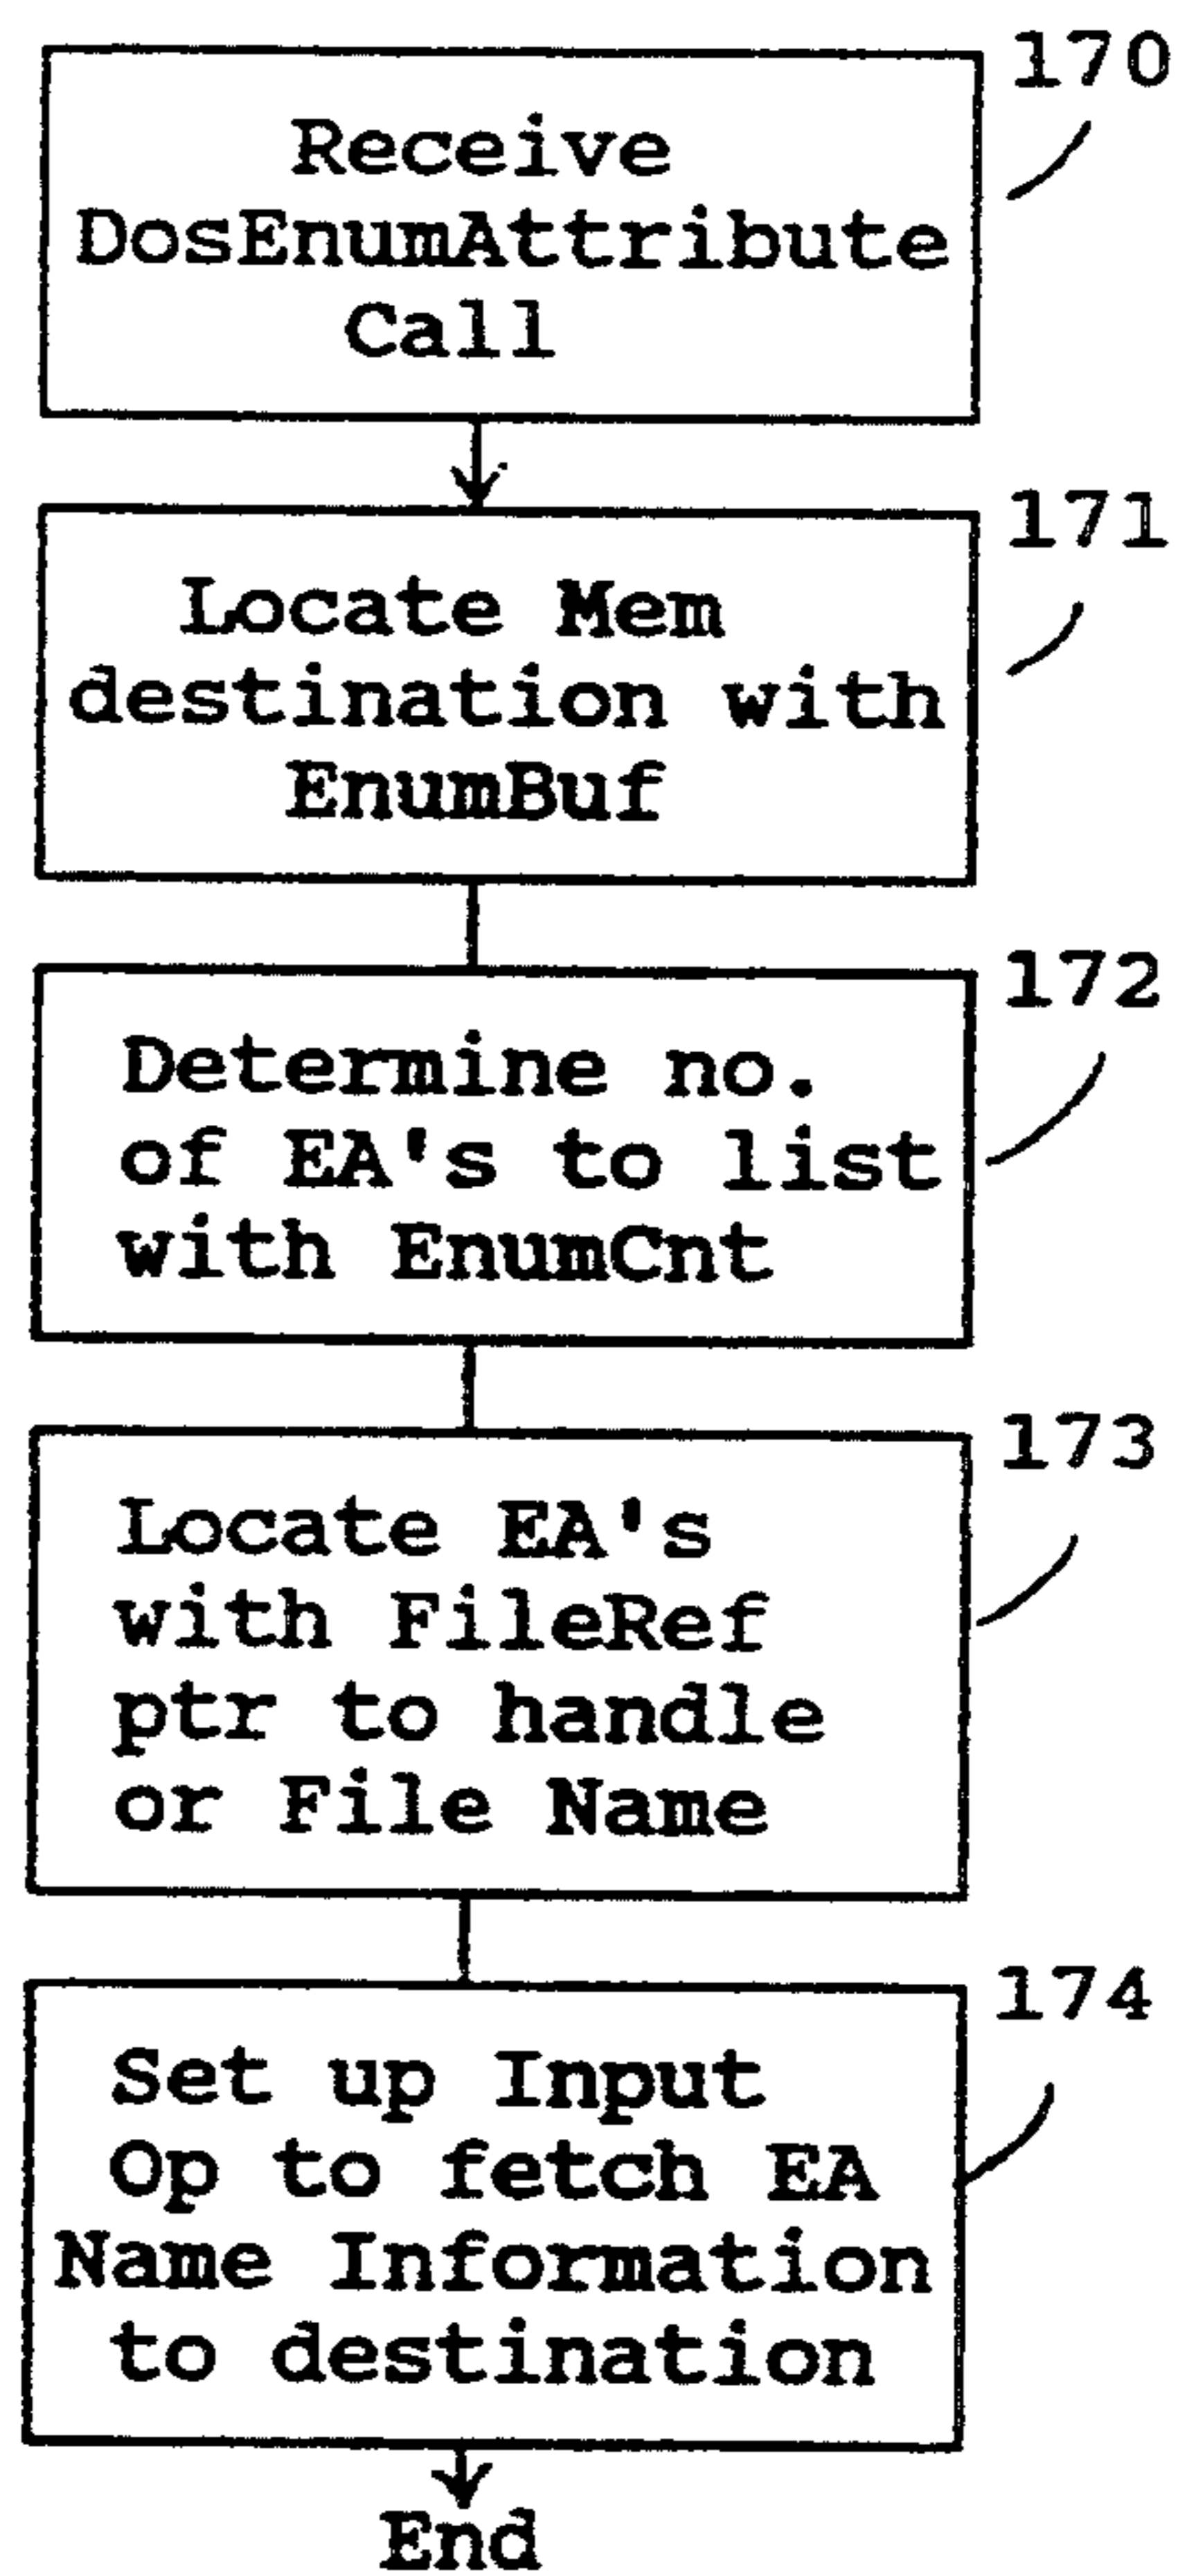 170
Receive
DosEnumAttribute
Call
171
Locate Mem
destination with
EnumBuf
172
Determine no.
of EA's to list
with EnumCnt
173
Locate EA's
with FileRef
ptr to handle
or File Name
174
Set up Input
Op to fetch EA
Name Information
to destination
End